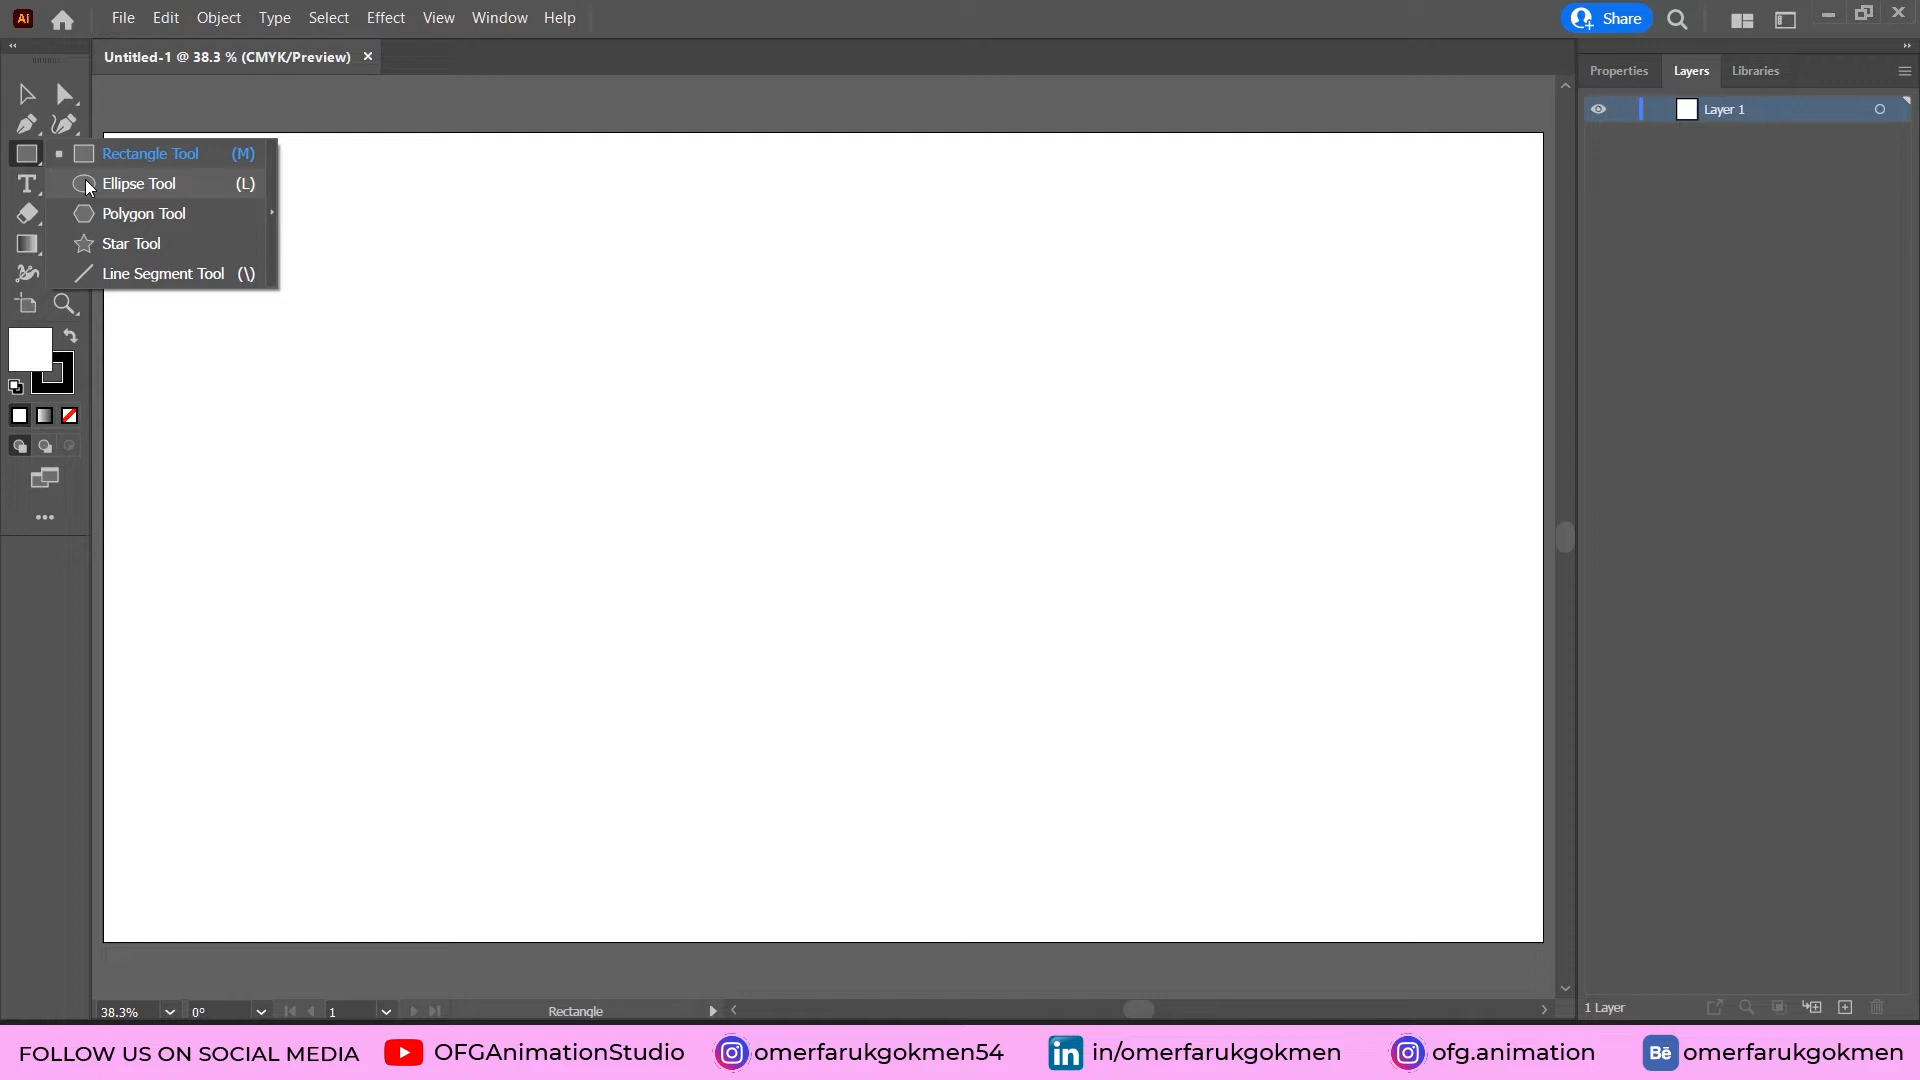 Ai File Edit Object Type Select Effect View Window Help Share
Untitled-1 @ 38.3 % (CMYK/Preview)
Properties Layers Libraries
Layer 1
Rectangle Tool (M)
Ellipse Tool (L)
Polygon Tool
Star Tool
Line Segment Tool (\)
T
38.3% 0° 1 Rectangle
1 Layer
FOLLOW US ON SOCIAL MEDIA OFGAnimationStudio omerfarukgokmen54 in in/omerfarukgokmen ofg.animation Bē omerfarukgokmen